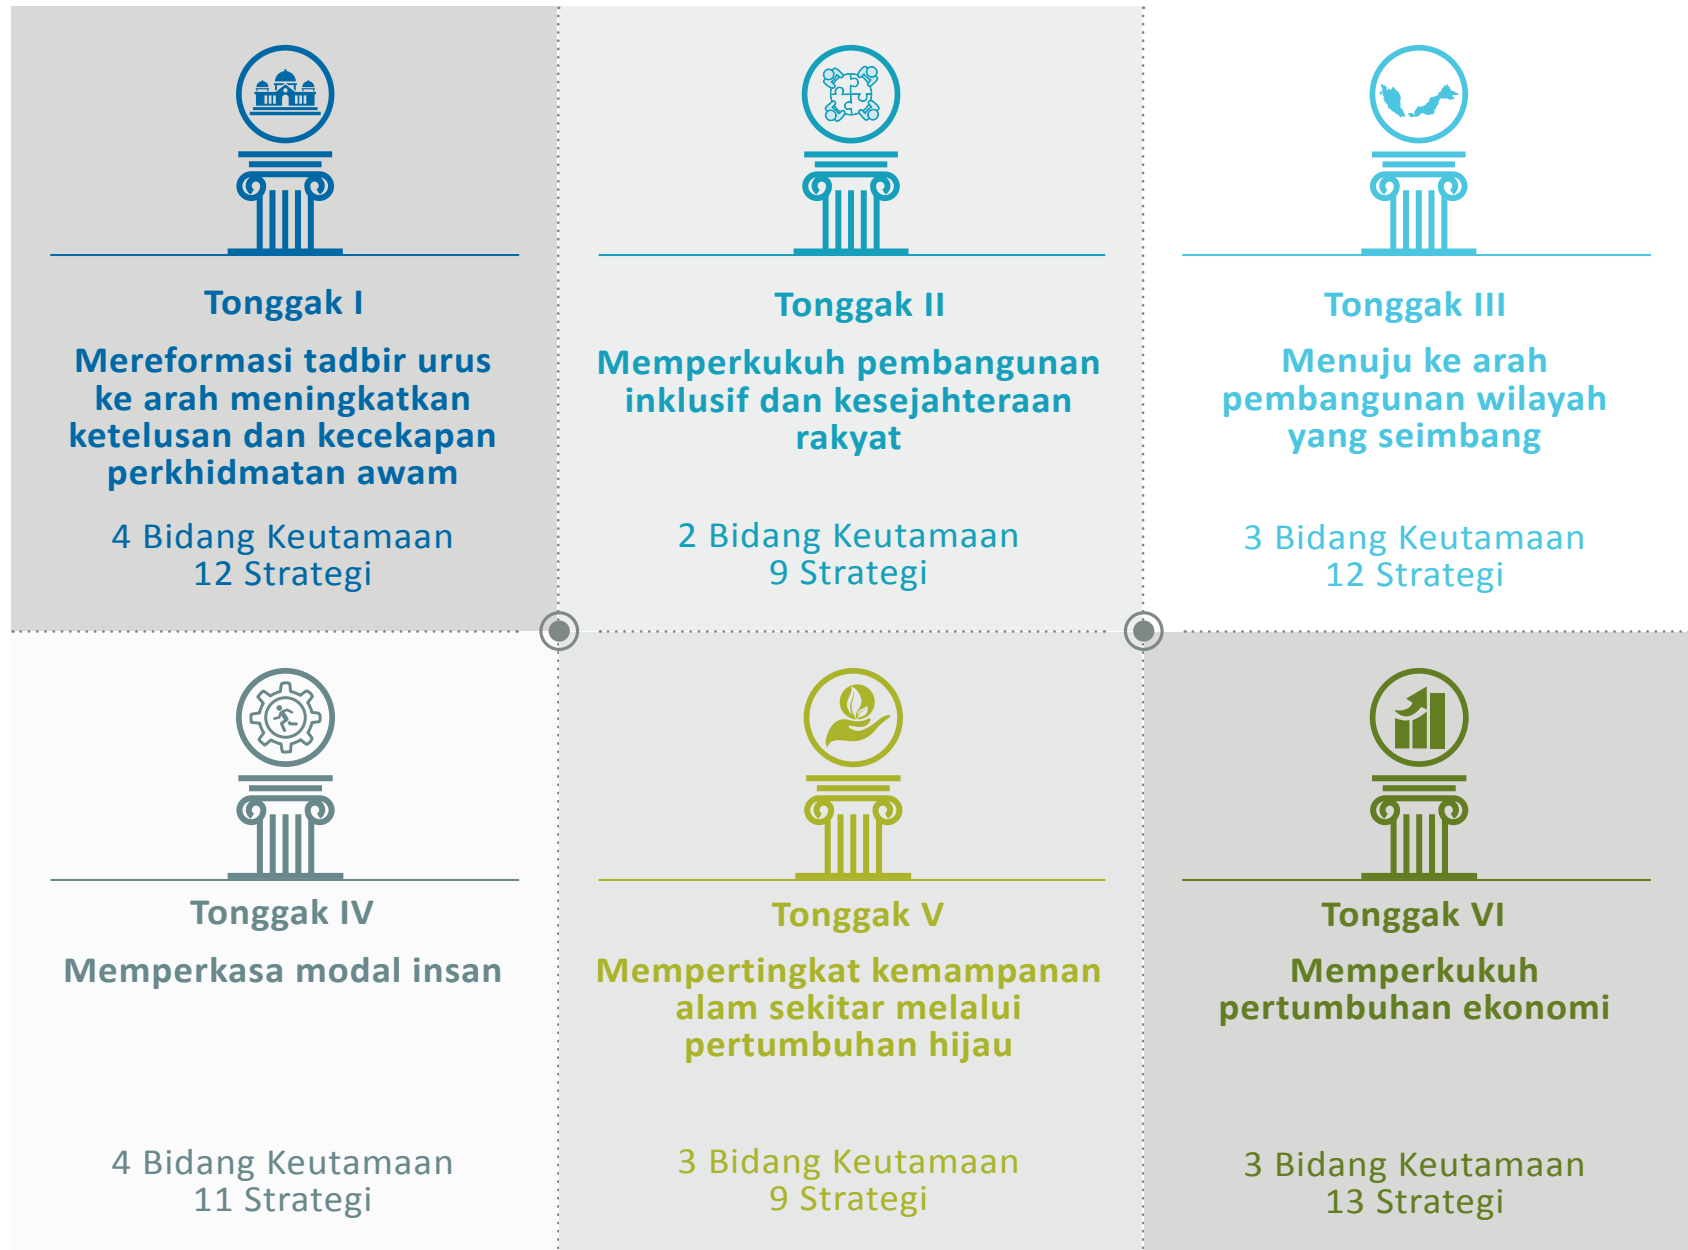 Tonggak I
Mereformasi tadbir urus
ke arah meningkatkan
ketelusan dan kecekapan
perkhidmatan awam
4 Bidang Keutamaan
12 Strategi
Tonggak II
Memperkukuh pembangunan
inklusif dan kesejahteraan
rakyat
2 Bidang Keutamaan
9 Strategi
Tonggak III
Menuju ke arah
pembangunan wilayah
yang seimbang
3 Bidang Keutamaan
12 Strategi
Tonggak IV
Memperkasa modal insan
4 Bidang Keutamaan
11 Strategi
Tonggak V
Mempertingkat kemampanan
alam sekitar melalui
pertumbuhan hijau
3 Bidang Keutamaan
9 Strategi
Tonggak VI
Memperkukuh
pertumbuhan ekonomi
3 Bidang Keutamaan
13 Strategi